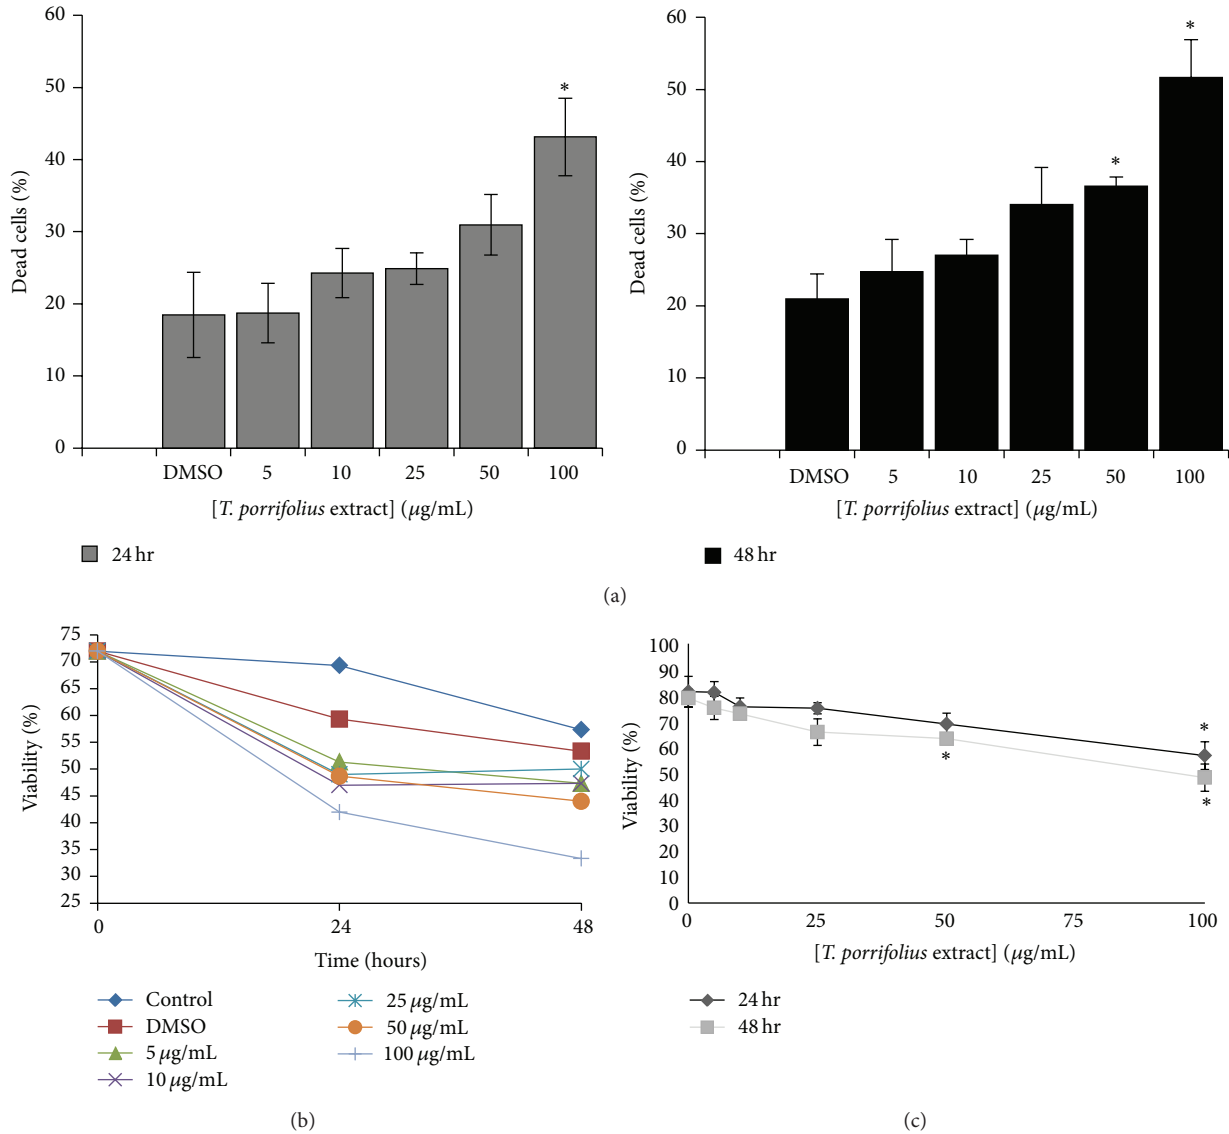 60
50
40
30
20
10
0
Dead cells (%)
*
DMSO 5 10 25 50 100
[T. porrifolius extract] (μg/mL)
24 hr
60
50
40
30
20
10
0
Dead cells (%)
*
*
DMSO 5 10 25 50 100
[T. porrifolius extract] (μg/mL)
48 hr
(a)
75
70
65
60
55
50
45
40
35
30
25
Viability (%)
0 24 48
Time (hours)
Control
DMSO
5 μg/mL
10 μg/mL
25 μg/mL
50 μg/mL
100 μg/mL
(b)
100
90
80
70
60
50
40
30
20
10
0
Viability (%)
*
*
*
0 25 50 75 100
[T. porrifolius extract] (μg/mL)
24 hr
48 hr
(c)